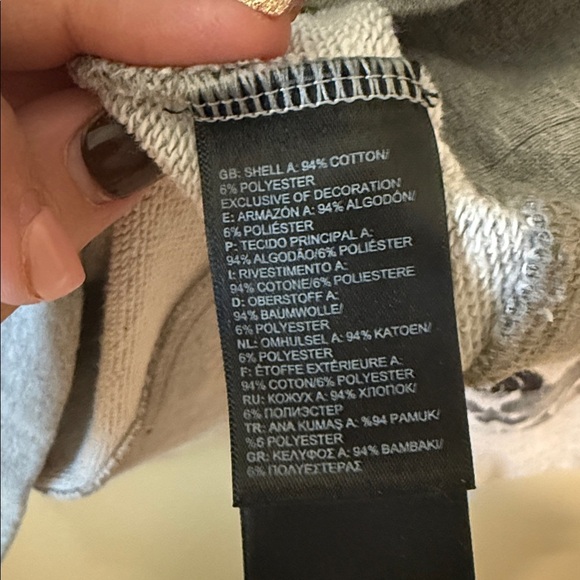 GB: SHELL A: 94% COTTON/
6% POLYESTER
EXCLUSIVE OF DECORATION
E: ARMAZÓN A: 94% ALGODÓN/
6% POLIÉSTER
P: TECIDO PRINCIPAL A:
94% ALGODÃO/6% POLIÉSTER
I: RIVESTIMENTO A:
94% COTONE/6% POLIESTERE
D: OBERSTOFF A:
94% BAUMWOLLE/
6% POLYESTER
NL: OMHULSEL A: 94% KATOEN/
6% POLYESTER
F: ÉTOFFE EXTÉRIEURE A:
94% COTON/6% POLYESTER
RU: КОЖУХ A: 94% ХЛОПОК/
6% ПОЛИЭСТЕР
TR: ANA KUMAŞ A: %94 PAMUK/
%6 POLYESTER
GR: ΚΕΛΥΦΟΣ A: 94% ΒΑΜΒΑΚΙ/
6% ΠΟΛΥΕΣΤΕΡΑΣ